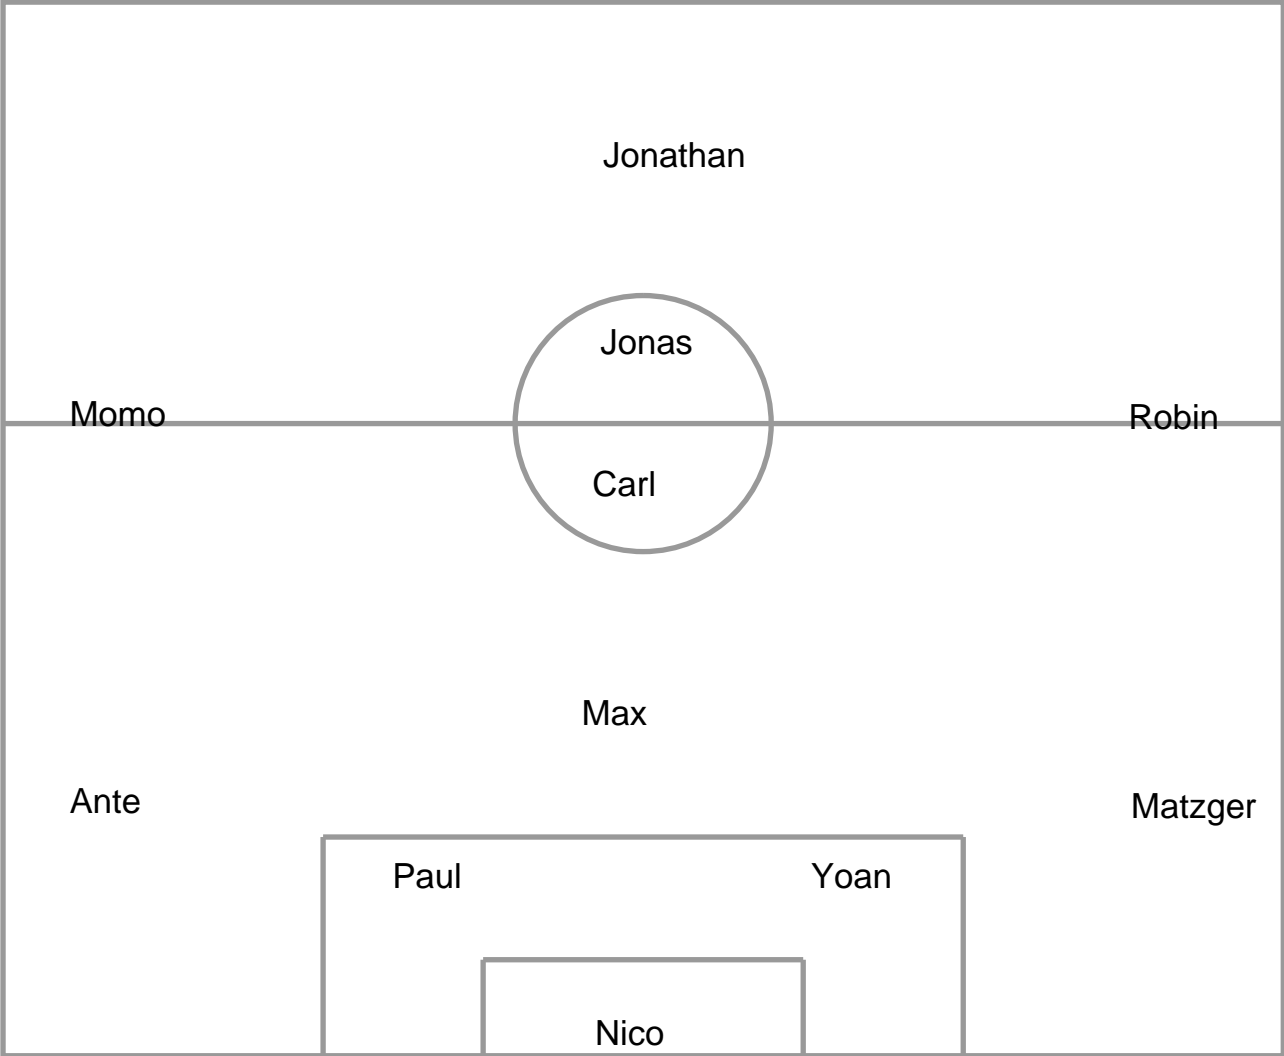 Jonathan
Jonas
Momo
Robin
Carl
Max
Ante
Matzger
Paul
Yoan
Nico